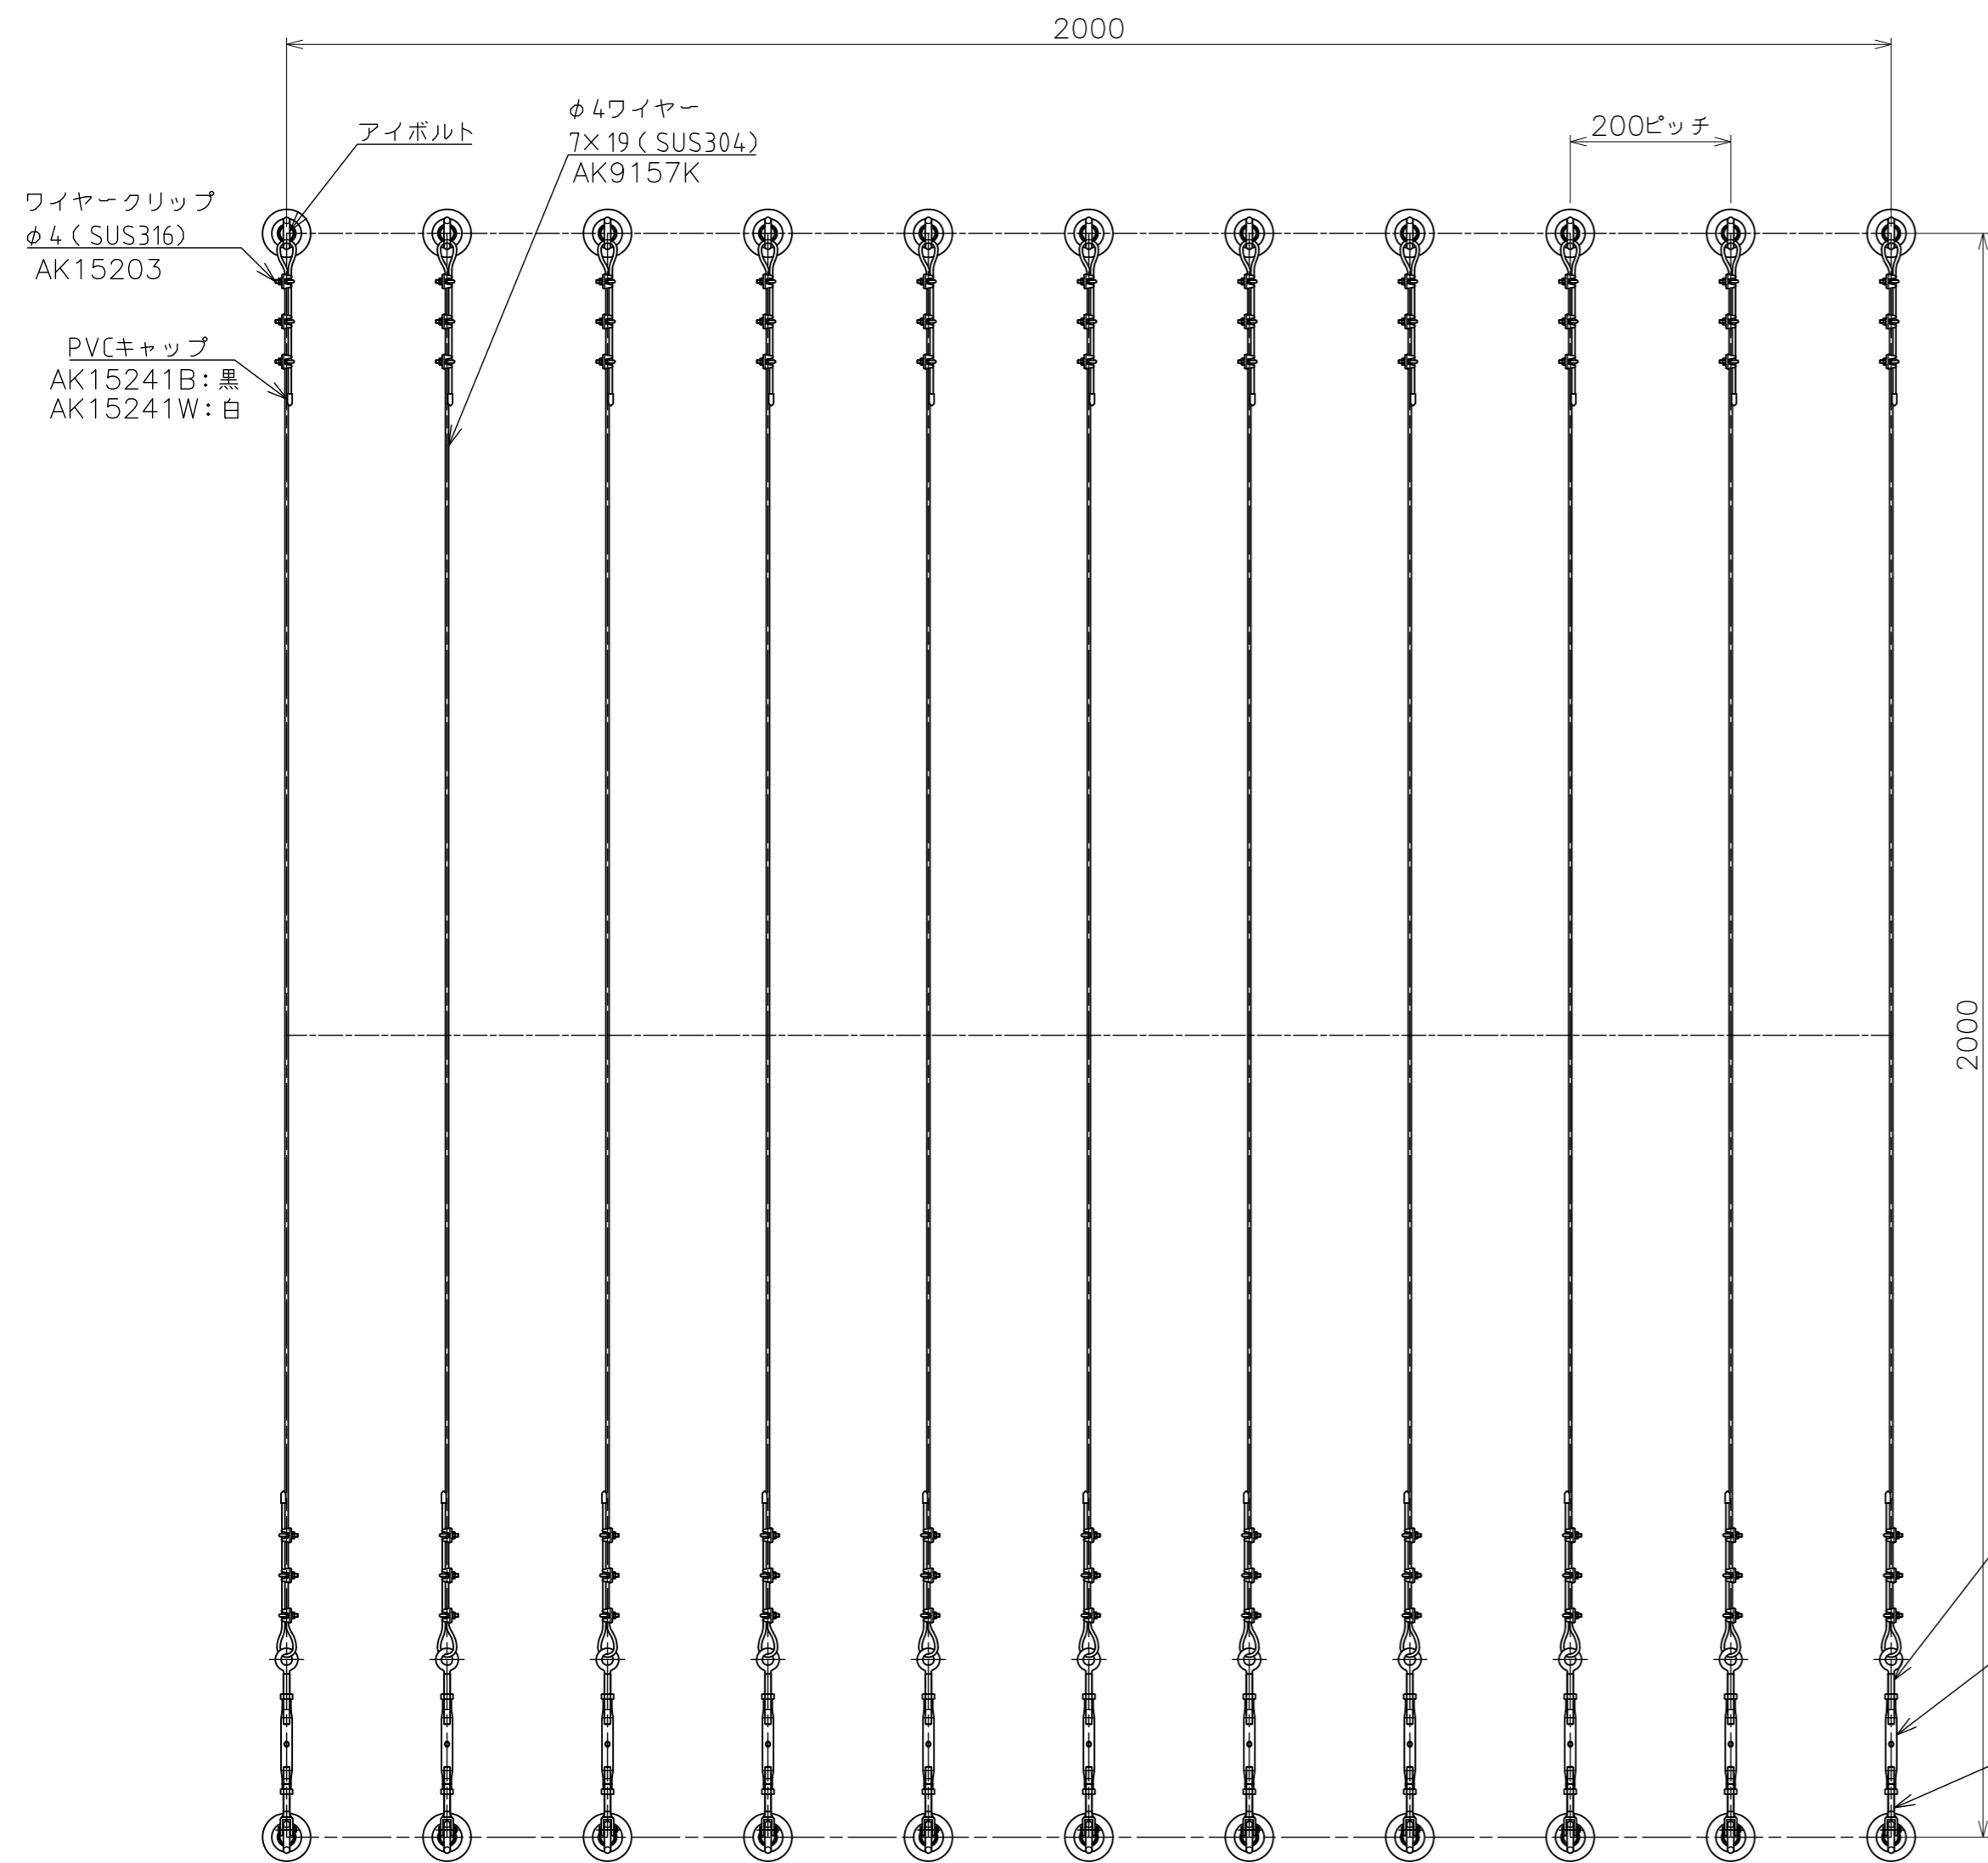 2000
アイボルト
φ4ワイヤー
7×19(SUS304)
AK9157K
200ピッチ
ワイヤークリップ
φ4(SUS316)
AK15203
PVCキャップ
AK15241B:黒
AK15241W:白
2000